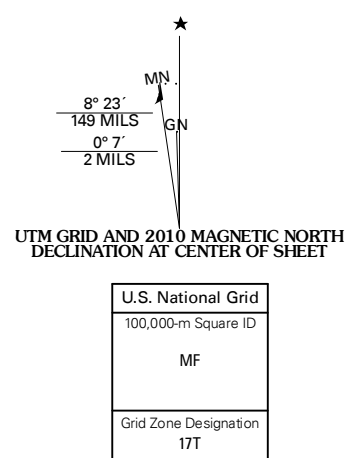 ★
MN
8° 23´
149 MILS
GN
0° 7´
2 MILS
UTM GRID AND 2010 MAGNETIC NORTH
DECLINATION AT CENTER OF SHEET
U.S. National Grid
100,000-m Square ID
MF
Grid Zone Designation
17T